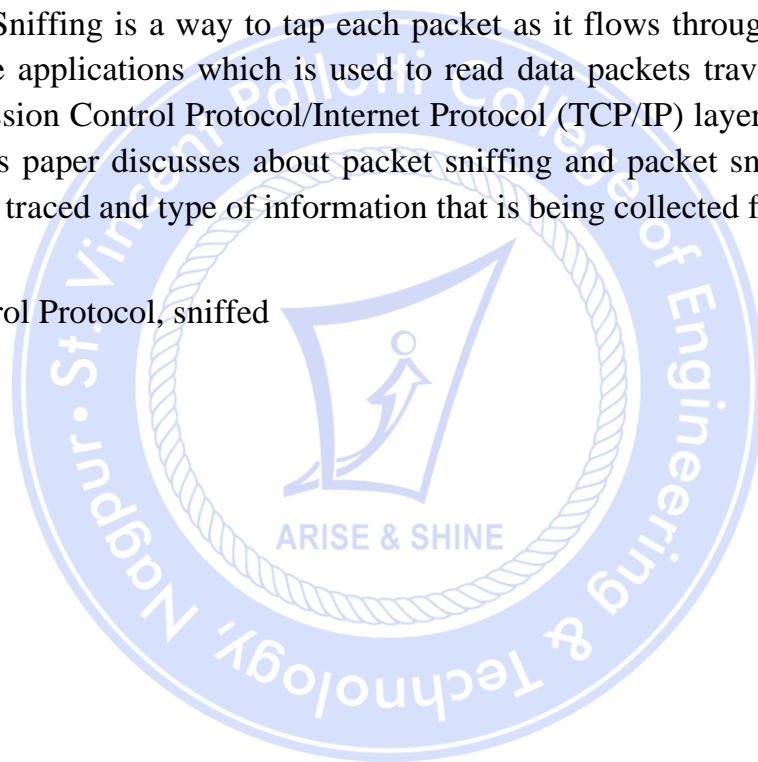 Sniffing is a way to tap each packet as it flows throug
e applications which is used to read data packets trav
ssion Control Protocol/Internet Protocol (TCP/IP) layer
s paper discusses about packet sniffing and packet sn
traced and type of information that is being collected f
rol Protocol, sniffed
St. Vincent Pallotti College of Engineering & Technology, Nagpur •
ARISE & SHINE